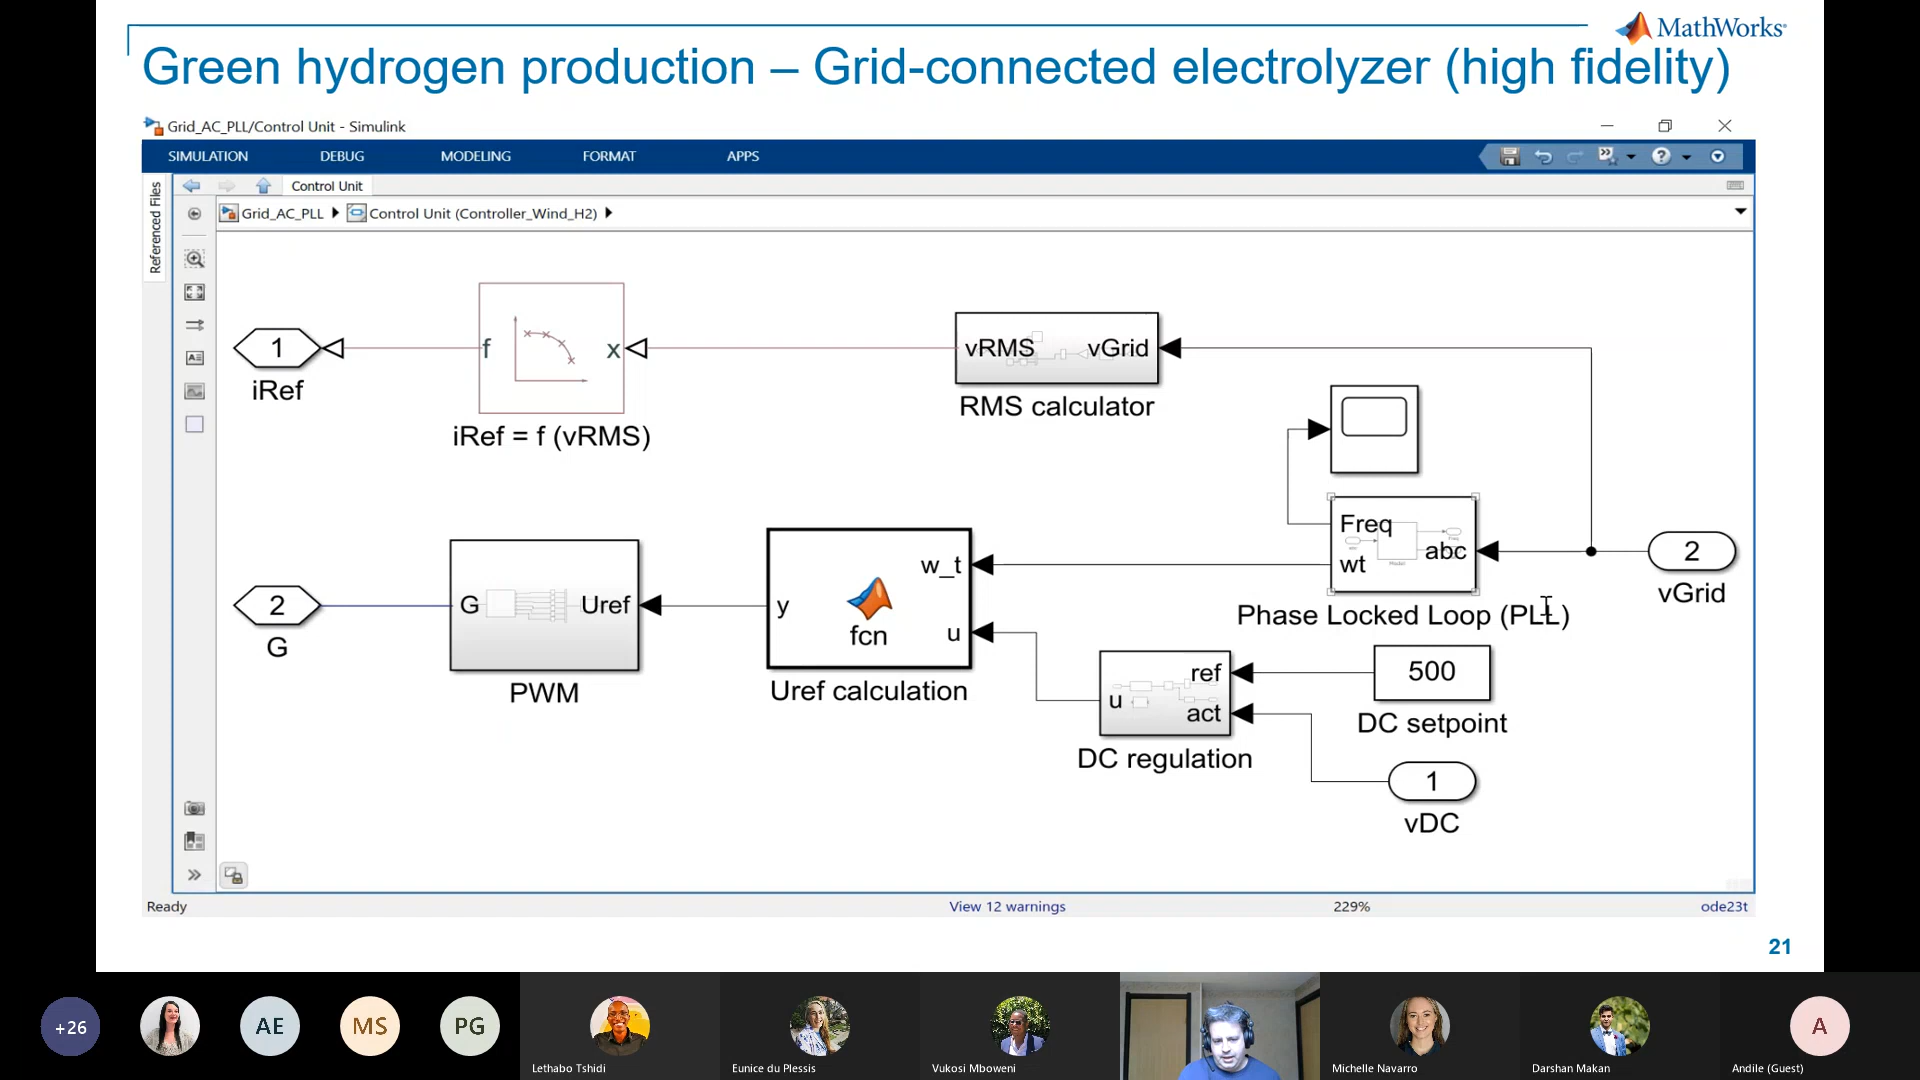 MathWorks®
Green hydrogen production – Grid-connected electrolyzer (high fidelity)
Grid_AC_PLL/Control Unit - Simulink
SIMULATION DEBUG MODELING FORMAT APPS
Referenced Files
Control Unit
Grid_AC_PLL Control Unit (Controller_Wind_H2)
1
iRef
f x
iRef = f (vRMS)
vRMS vGrid
RMS calculator
Freq
wt
abc
Phase Locked Loop (PLL)
2
vGrid
2
G
G Uref
PWM
y
fcn
w_t
u
Uref calculation
u
ref
act
DC regulation
500
DC setpoint
1
vDC
Ready View 12 warnings 229% ode23t
21
+26 AE MS PG
Lethabo Tshidi
Eunice du Plessis
Vukosi Mboweni
Michelle Navarro
Darshan Makan
A
Andile (Guest)